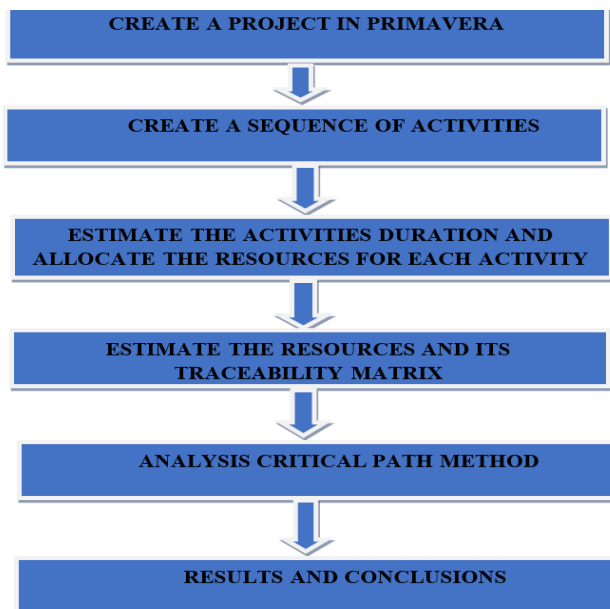 CREATE A PROJECT IN PRIMAVERA
CREATE A SEQUENCE OF ACTIVITIES
ESTIMATE THE ACTIVITIES DURATION AND
ALLOCATE THE RESOURCES FOR EACH ACTIVITY
ESTIMATE THE RESOURCES AND ITS
TRACEABILITY MATRIX
ANALYSIS CRITICAL PATH METHOD
RESULTS AND CONCLUSIONS